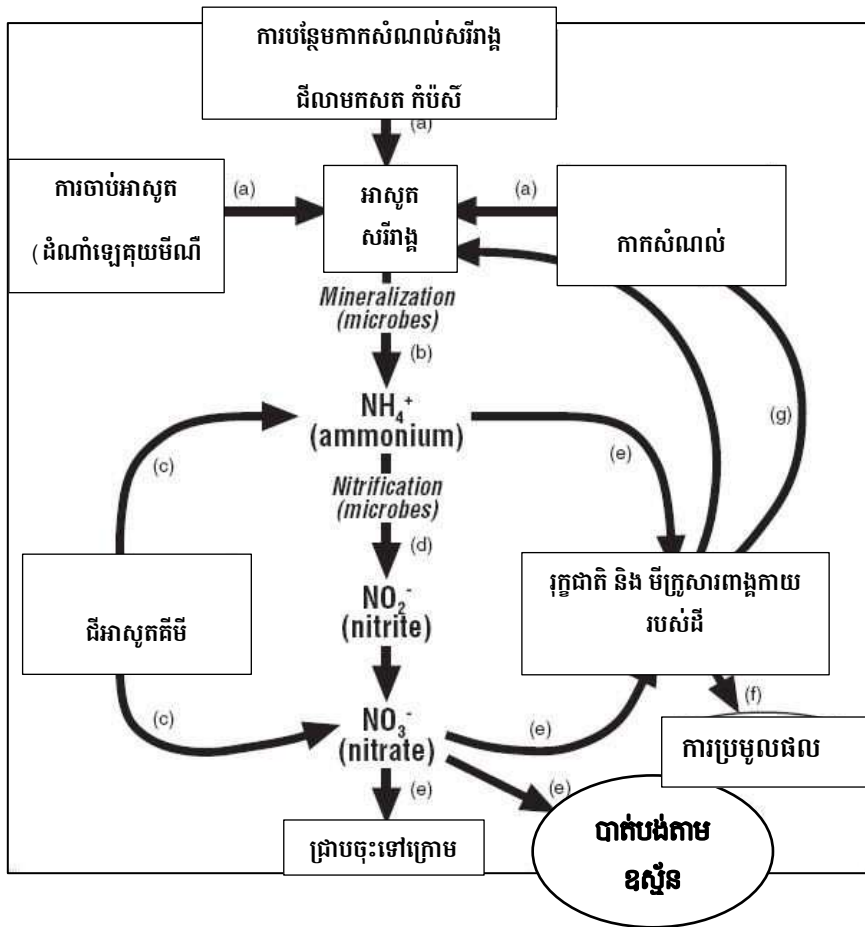 ការបន្ថែមកាកសំណល់សរីរាង្គ
ជីលាមកសត កំប៉សិ៍
(a)
ការចាប់អាសូត
(ដំណាំឡេគុយមីណឺ
(a)
អាសូត
សរីរាង្គ
(a)
កាកសំណល់
Mineralization
(microbes)
(b)
NH₄⁺
(ammonium)
(c)
(e)
(g)
Nitrification
(microbes)
(d)
ជីអាសូតគីមី
NO₂⁻
(nitrite)
រុក្ខជាតិ និង មីក្រូសារពាង្គកាយ
របស់ដី
(c)
NO₃⁻
(nitrate)
(e)
(f)
ការប្រមូលផល
(e)
(e)
ជ្រាបចុះទៅក្រោម
បាត់បង់តាម
ឧស្ម័ន